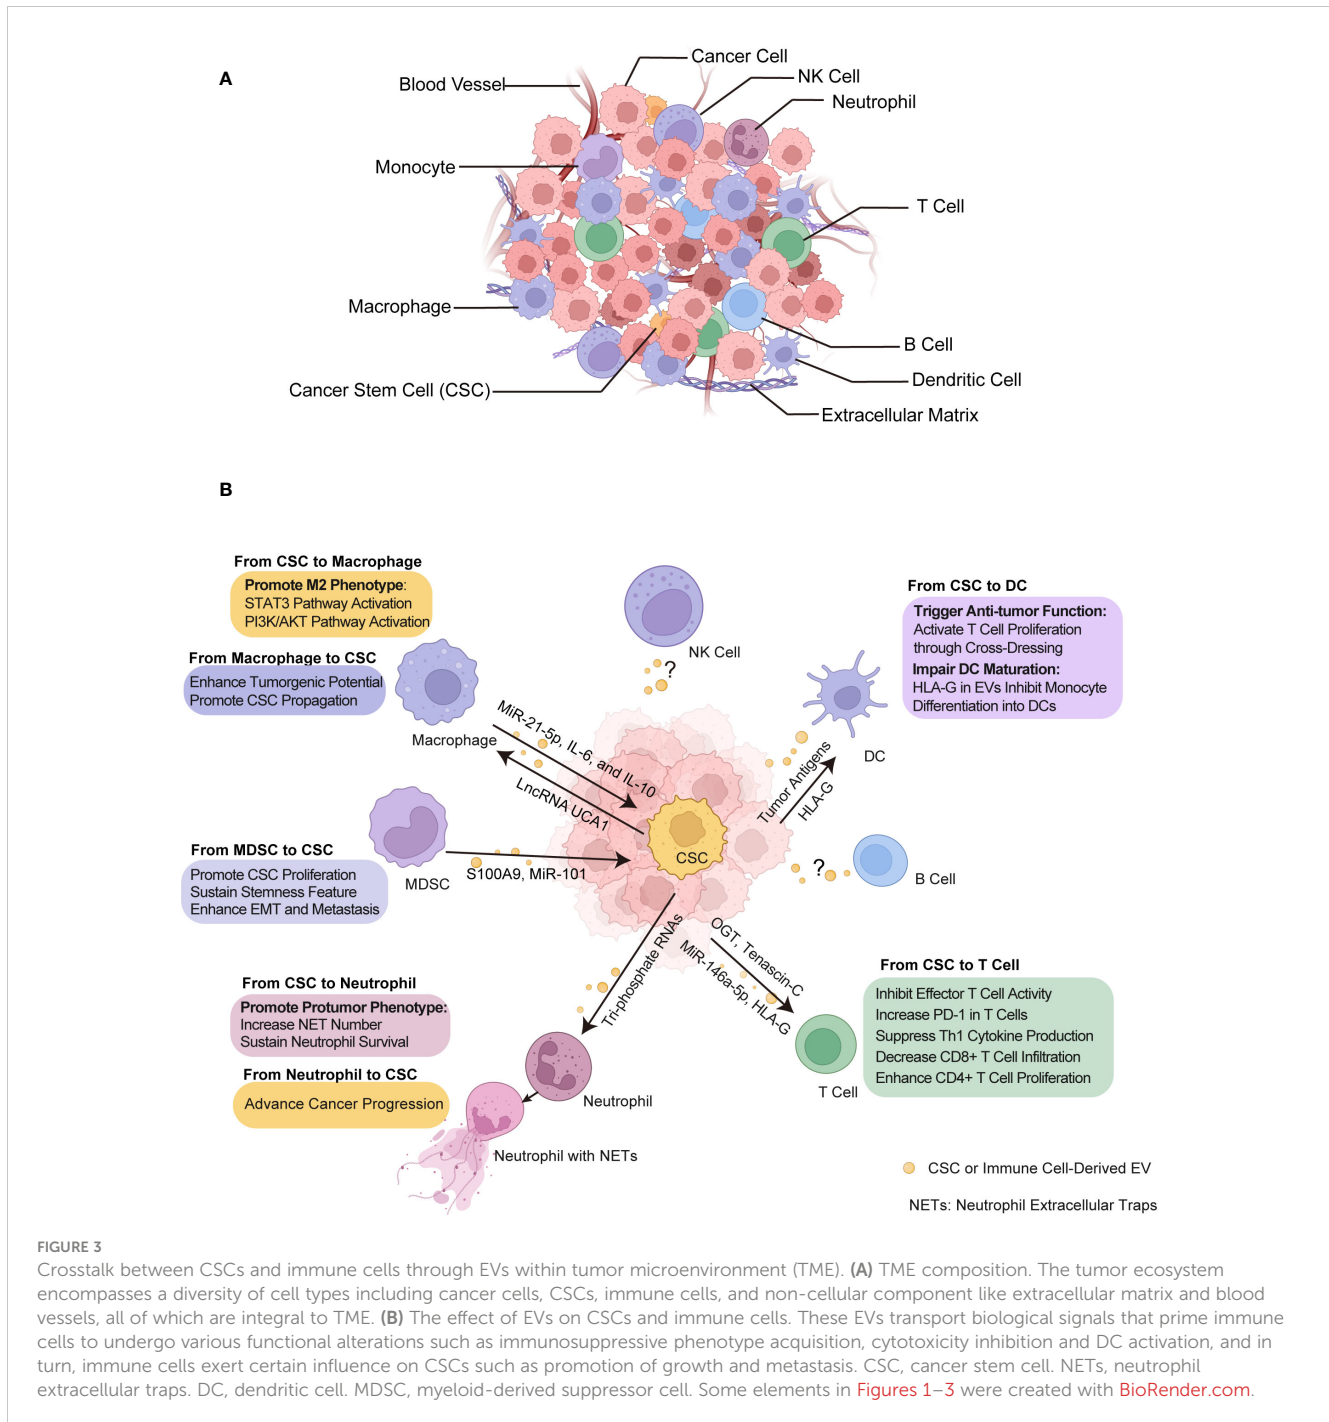 A
Cancer Cell
NK Cell
Blood Vessel
Neutrophil
Monocyte
T Cell
Macrophage
B Cell
Dendritic Cell
Cancer Stem Cell (CSC)
Extracellular Matrix
B
From CSC to Macrophage
Promote M2 Phenotype:
STAT3 Pathway Activation
PI3K/AKT Pathway Activation
From Macrophage to CSC
Enhance Tumorgenic Potential
Promote CSC Propagation
Macrophage
NK Cell
?
From CSC to DC
Trigger Anti-tumor Function:
Activate T Cell Proliferation
through Cross-Dressing
Impair DC Maturation:
HLA-G in EVs Inhibit Monocyte
Differentiation into DCs
DC
MiR-21-5p, IL-6, and IL-10
LncRNA UCA1
Tumor Antigens
HLA-G
CSC
From MDSC to CSC
Promote CSC Proliferation
Sustain Stemness Feature
Enhance EMT and Metastasis
MDSC
S100A9, MiR-101
?
B Cell
Tri-phosphate RNAs
OGT, Tenascin-C
MiR-146a-5p, HLA-G
From CSC to T Cell
Inhibit Effector T Cell Activity
Increase PD-1 in T Cells
Suppress Th1 Cytokine Production
Decrease CD8+ T Cell Infiltration
Enhance CD4+ T Cell Proliferation
T Cell
From CSC to Neutrophil
Promote Protumor Phenotype:
Increase NET Number
Sustain Neutrophil Survival
From Neutrophil to CSC
Advance Cancer Progression
Neutrophil
Neutrophil with NETs
CSC or Immune Cell-Derived EV
NETs: Neutrophil Extracellular Traps
FIGURE 3
Crosstalk between CSCs and immune cells through EVs within tumor microenvironment (TME). (A) TME composition. The tumor ecosystem
encompasses a diversity of cell types including cancer cells, CSCs, immune cells, and non-cellular component like extracellular matrix and blood
vessels, all of which are integral to TME. (B) The effect of EVs on CSCs and immune cells. These EVs transport biological signals that prime immune
cells to undergo various functional alterations such as immunosuppressive phenotype acquisition, cytotoxicity inhibition and DC activation, and in
turn, immune cells exert certain influence on CSCs such as promotion of growth and metastasis. CSC, cancer stem cell. NETs, neutrophil
extracellular traps. DC, dendritic cell. MDSC, myeloid-derived suppressor cell. Some elements in Figures 1–3 were created with BioRender.com.